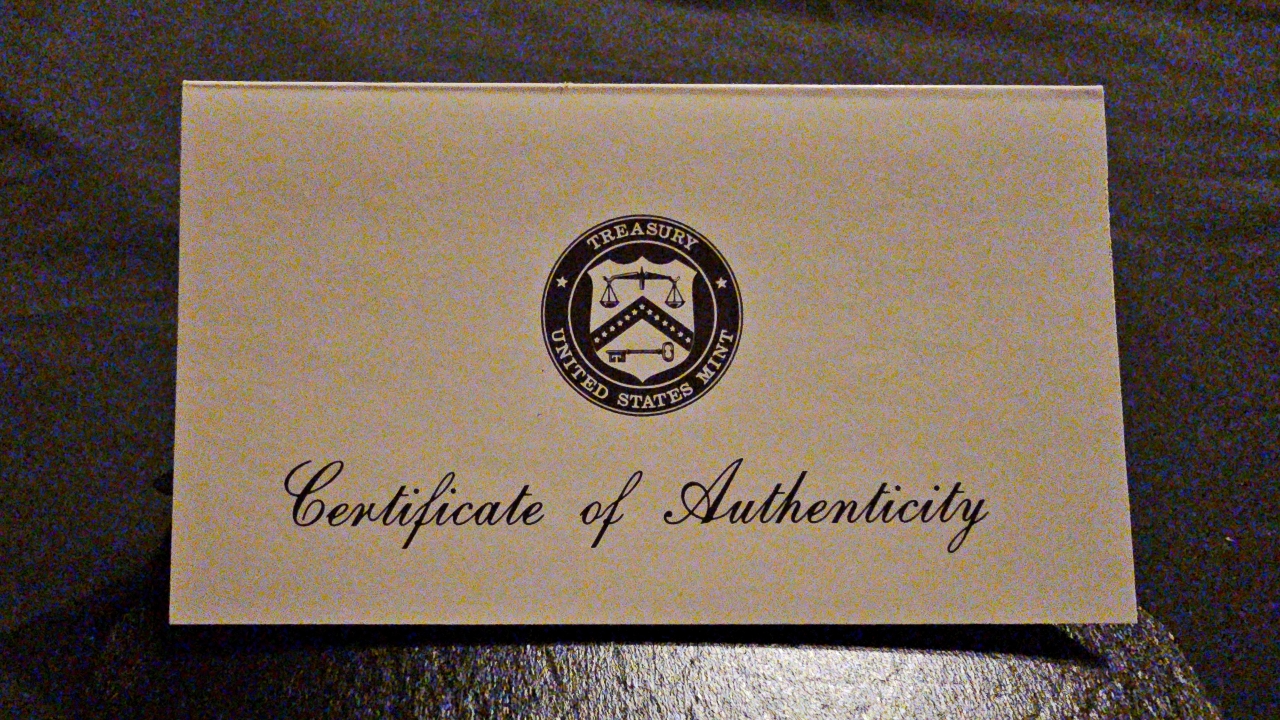 TREASURY
UNITED STATES MINT
Certificate of Authenticity